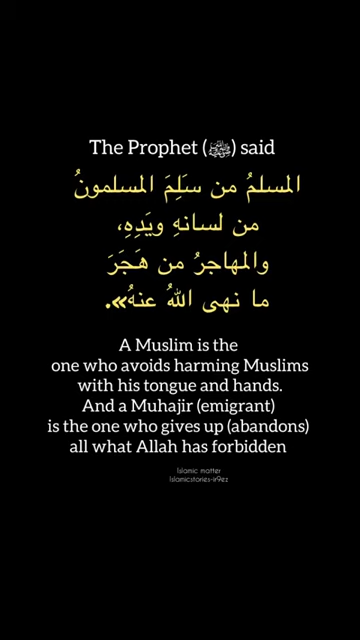 The Prophet (ﷺ) said
المسلمُ من سَلِمَ المسلمونُ
من لسانهِ ويَدِهِ،
والمهاجرُ من هَجَرَ
ما نهى اللهُ عنهُ».
A Muslim is the
one who avoids harming Muslims
with his tongue and hands.
And a Muhajir (emigrant)
is the one who gives up (abandons)
all what Allah has forbidden
Islamic matter
Islamicstories-ir9ez